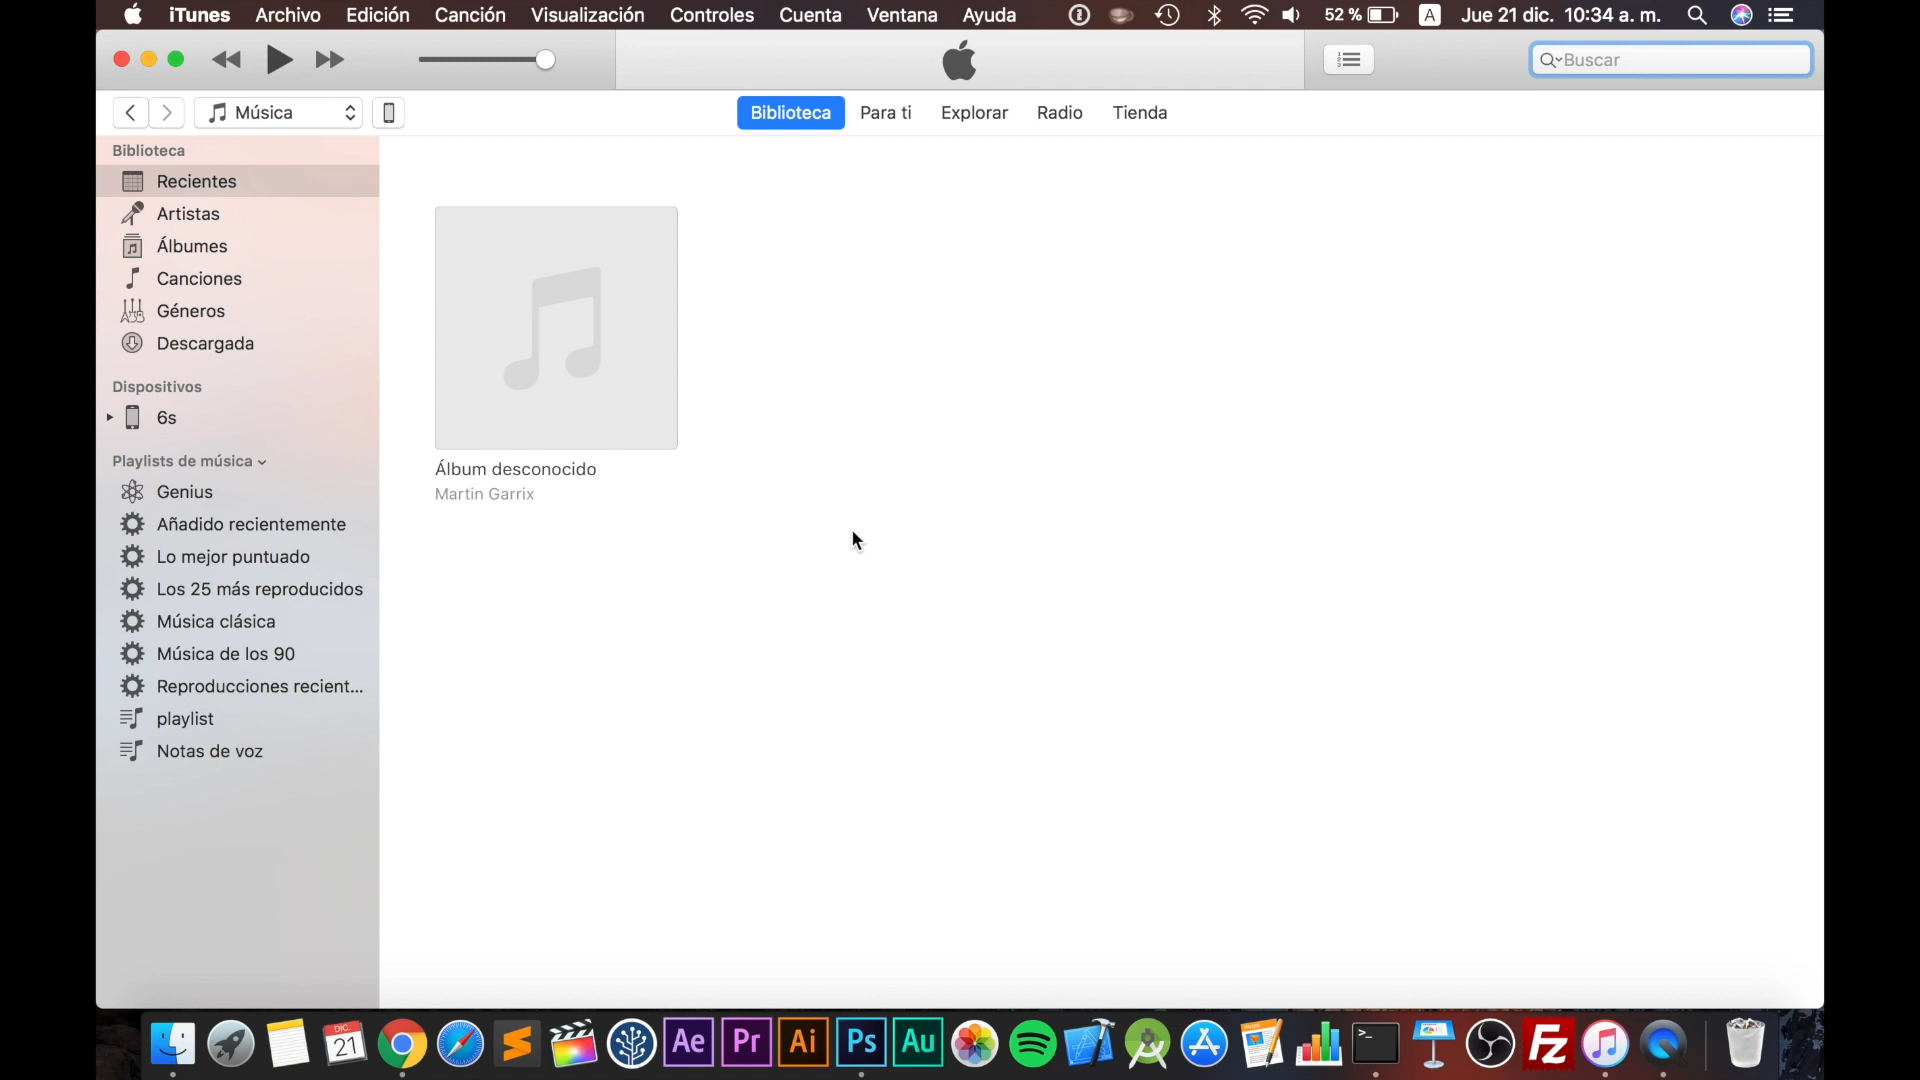 iTunes Archivo Edición Canción Visualización Controles Cuenta Ventana Ayuda 52 % A Jue 21 dic. 10:34 a. m.
Buscar
Música Biblioteca Para ti Explorar Radio Tienda
Biblioteca
Recientes
Artistas
Álbumes
Canciones
Géneros
Descargada
Dispositivos
6s
Playlists de música
Genius
Añadido recientemente
Lo mejor puntuado
Los 25 más reproducidos
Música clásica
Música de los 90
Reproducciones recient...
playlist
Notas de voz
Álbum desconocido
Martin Garrix
DIC.
21
Ae Pr Ai Ps Au >_ Fz